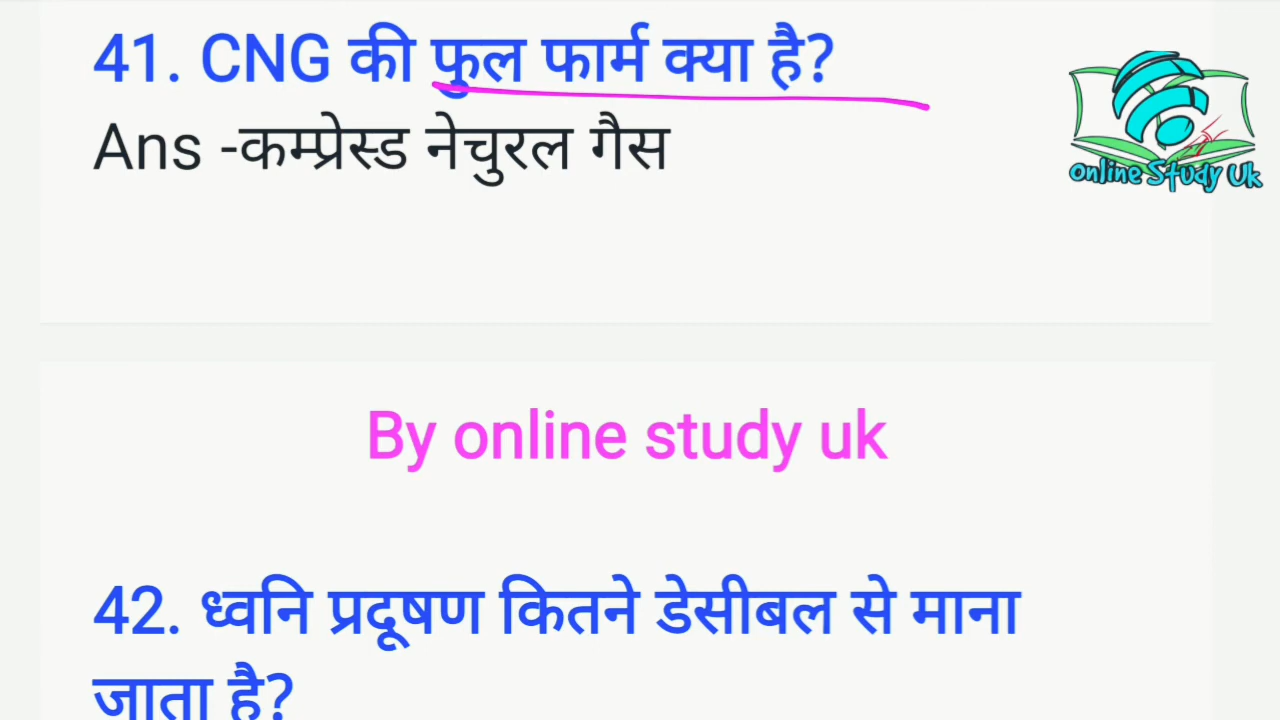 41. CNG की फुल फार्म क्या है?
Ans -कम्प्रेस्ड नेचुरल गैस
Online Study Uk
By online study uk
42. ध्वनि प्रदूषण कितने डेसीबल से माना
जाता है?